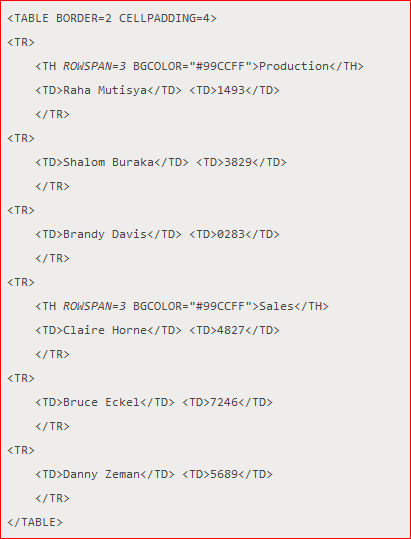 <TABLE BORDER=2 CELLPADDING=4>
<TR>
<TH ROWSPAN=3 BGCOLOR="#99CCFF">Production</TH>
<TD>Raha Mutisya</TD> <TD>1493</TD>
</TR>
<TR>
<TD>Shalom Buraka</TD> <TD>3829</TD>
</TR>
<TR>
<TD>Brandy Davis</TD> <TD>0283</TD>
</TR>
<TR>
<TH ROWSPAN=3 BGCOLOR="#99CCFF">Sales</TH>
<TD>Claire Horne</TD> <TD>4827</TD>
</TR>
<TR>
<TD>Bruce Eckel</TD> <TD>7246</TD>
</TR>
<TR>
<TD>Danny Zeman</TD> <TD>5689</TD>
</TR>
</TABLE>